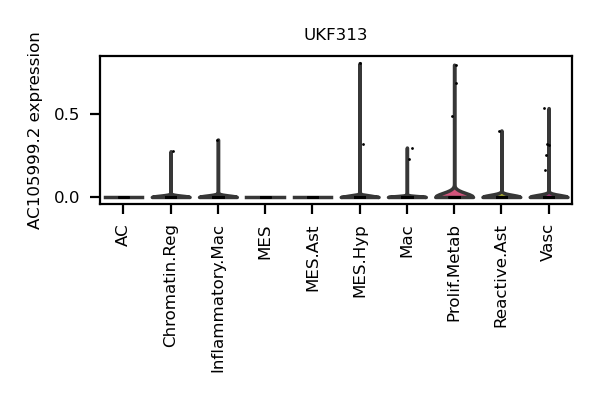 UKF313
AC105999.2 expression
0.5
0.0
AC
Chromatin.Reg
Inflammatory.Mac
MES
MES.Ast
MES.Hyp
Mac
Prolif.Metab
Reactive.Ast
Vasc